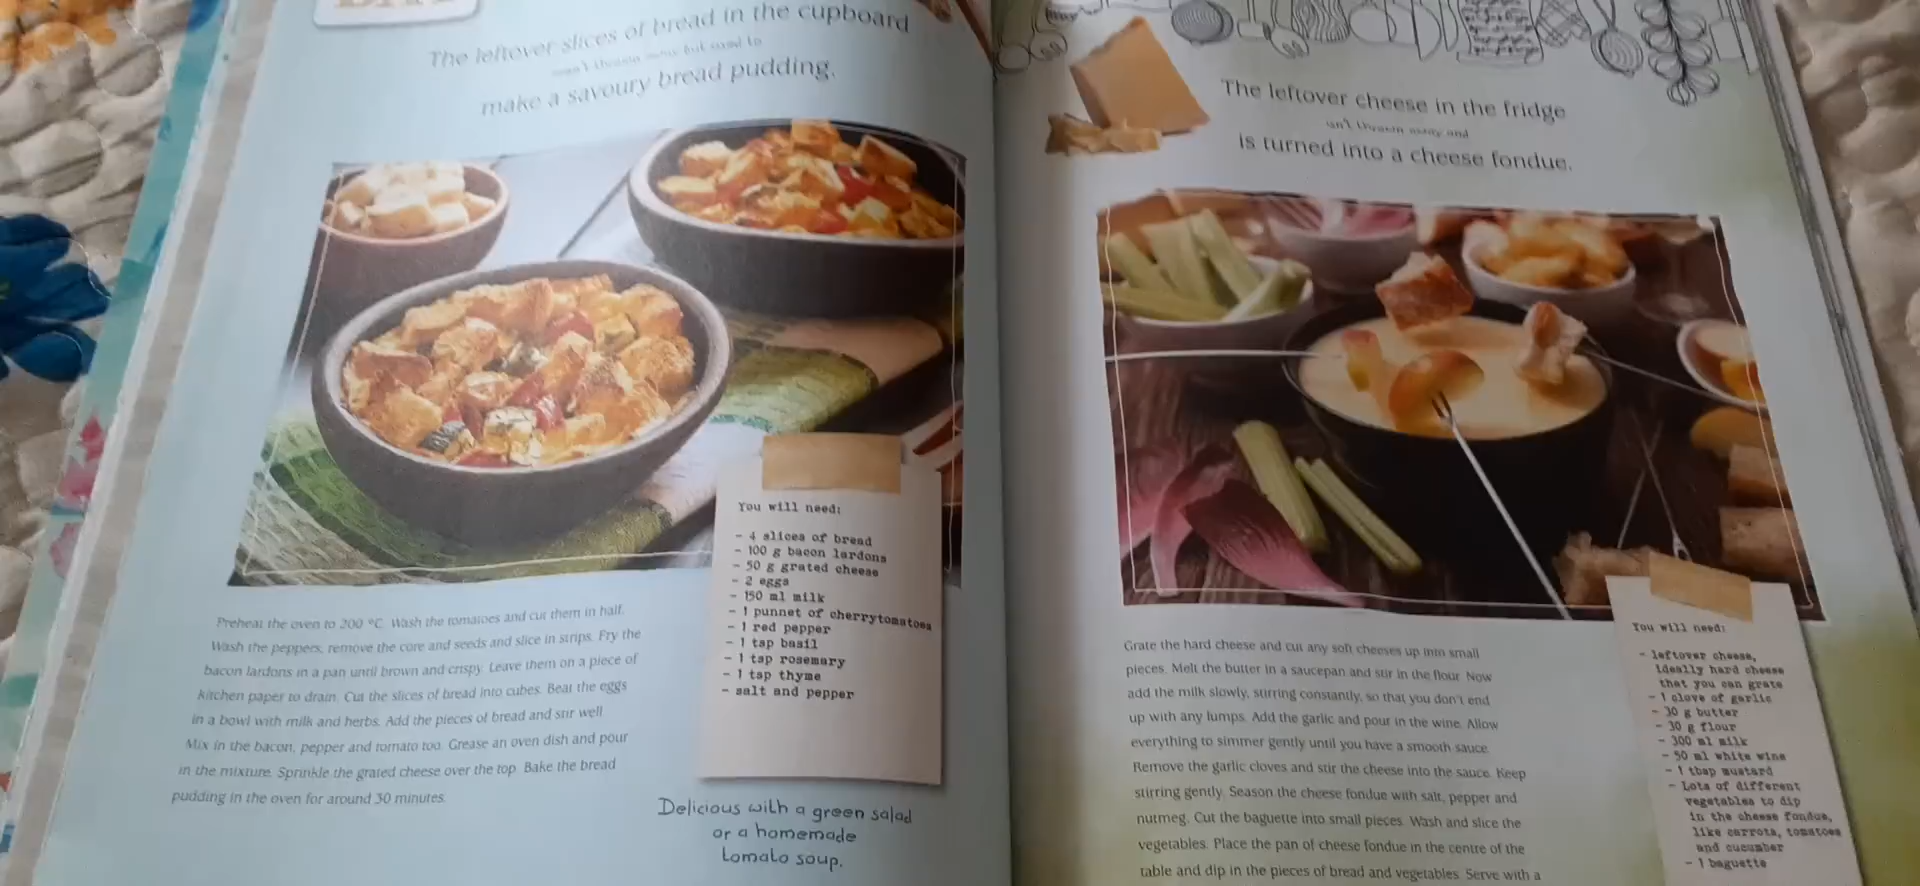 The leftover slices of bread in the cupboard
aren't thrown away but used to
make a savoury bread pudding.
You will need:
- 4 slices of bread
- 100 g bacon lardons
- 50 g grated cheese
- 2 eggs
- 150 ml milk
- 1 punnet of cherrytomatoes
- 1 red pepper
- 1 tsp basil
- 1 tsp rosemary
- 1 tsp thyme
- salt and pepper
Preheat the oven to 200 °C. Wash the tomatoes and cut them in half.
Wash the peppers, remove the core and seeds and slice in strips. Fry the
bacon lardons in a pan until brown and crispy. Leave them on a piece of
kitchen paper to drain. Cut the slices of bread into cubes. Beat the eggs
in a bowl with milk and herbs. Add the pieces of bread and stir well.
Mix in the bacon, pepper and tomato too. Grease an oven dish and pour
in the mixture. Sprinkle the grated cheese over the top. Bake the bread
pudding in the oven for around 30 minutes.
Delicious with a green salad
or a homemade
tomato soup.
The leftover cheese in the fridge
isn't thrown away and
is turned into a cheese fondue.
Grate the hard cheese and cut any soft cheeses up into small
pieces. Melt the butter in a saucepan and stir in the flour. Now
add the milk slowly, stirring constantly, so that you don't end
up with any lumps. Add the garlic and pour in the wine. Allow
everything to simmer gently until you have a smooth sauce.
Remove the garlic cloves and stir the cheese into the sauce. Keep
stirring gently. Season the cheese fondue with salt, pepper and
nutmeg. Cut the baguette into small pieces. Wash and slice the
vegetables. Place the pan of cheese fondue in the centre of the
table and dip in the pieces of bread and vegetables. Serve with a
You will need:
- leftover cheese,
ideally hard cheese
that you can grate
- 1 clove of garlic
- 30 g butter
- 30 g flour
- 300 ml milk
- 50 ml white wine
- 1 tbsp mustard
- Lots of different
vegetables to dip
in the cheese fondue,
like carrots, tomatoes
and cucumber
- 1 baguette